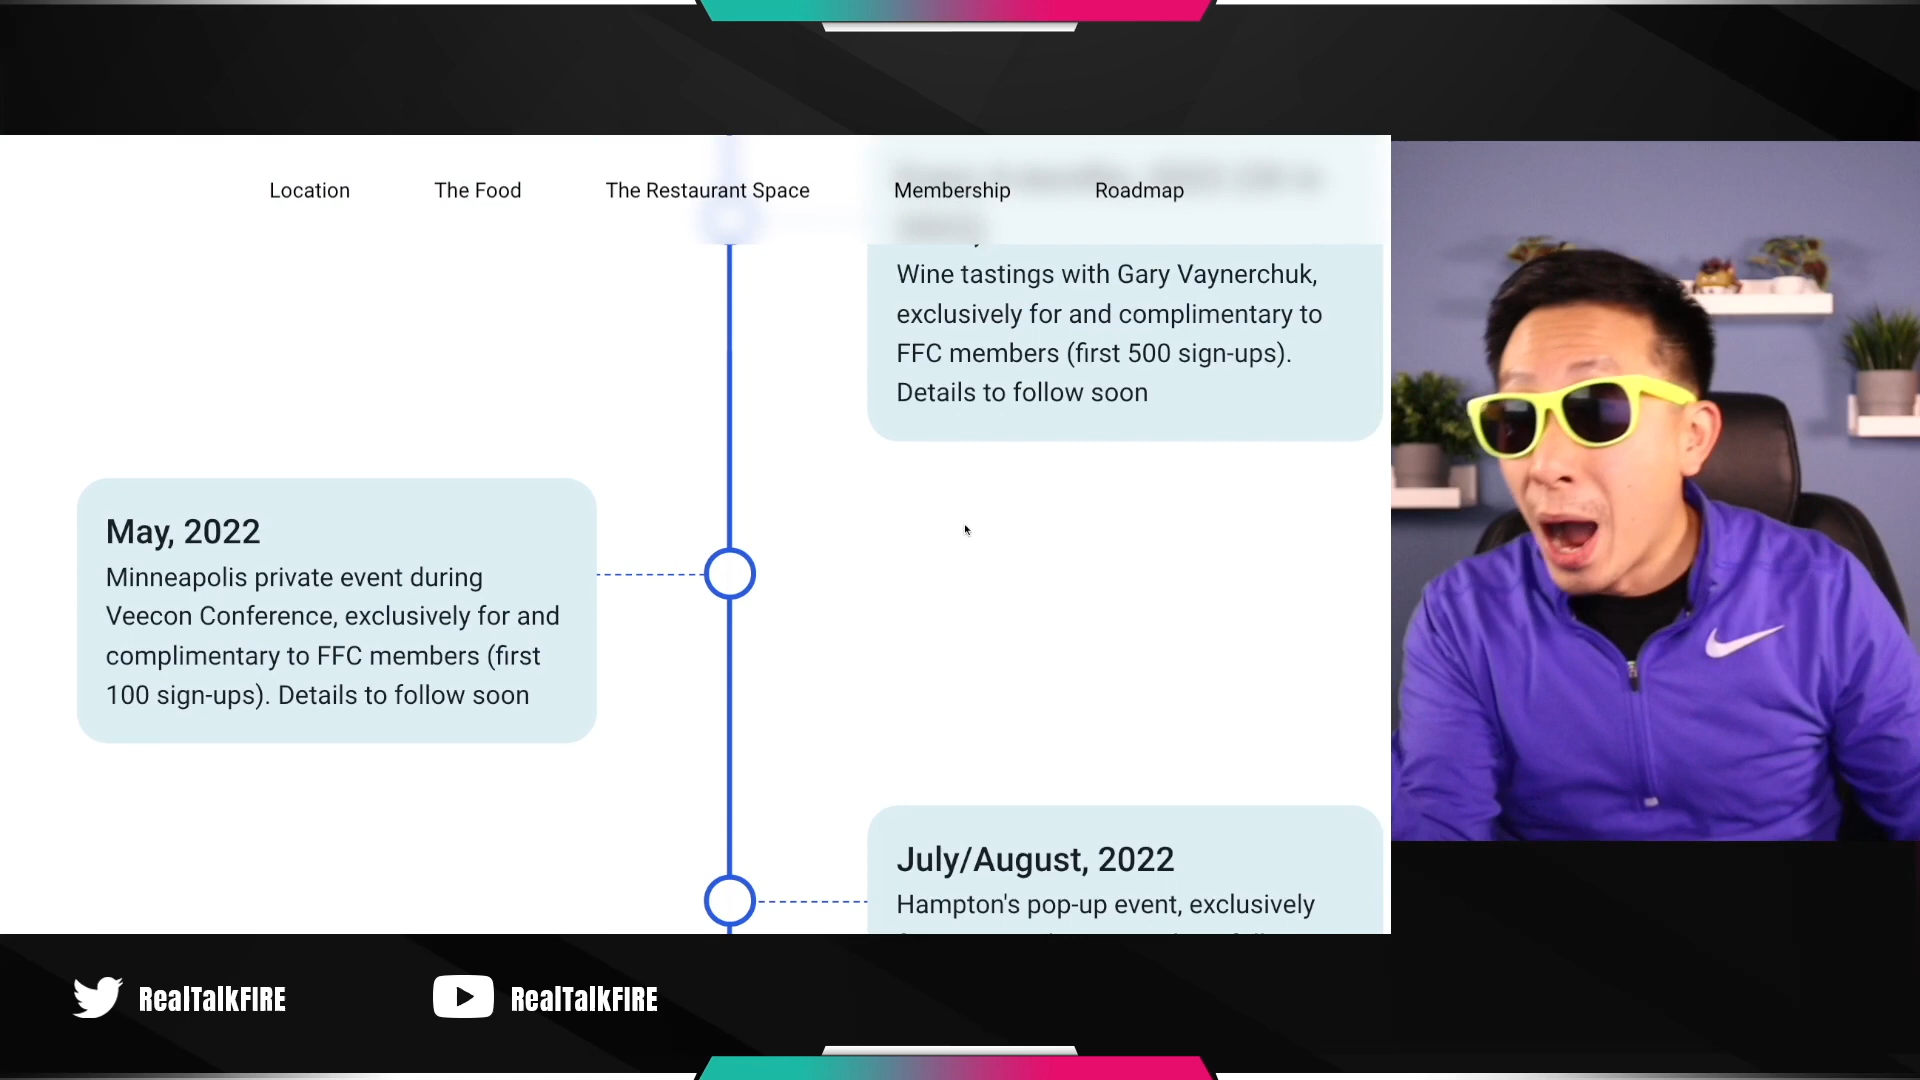 Location The Food The Restaurant Space Membership Roadmap
Wine tastings with Gary Vaynerchuk,
exclusively for and complimentary to
FFC members (first 500 sign-ups).
Details to follow soon
May, 2022
Minneapolis private event during
Veecon Conference, exclusively for and
complimentary to FFC members (first
100 sign-ups). Details to follow soon
July/August, 2022
Hampton's pop-up event, exclusively
RealTalkFIRE RealTalkFIRE